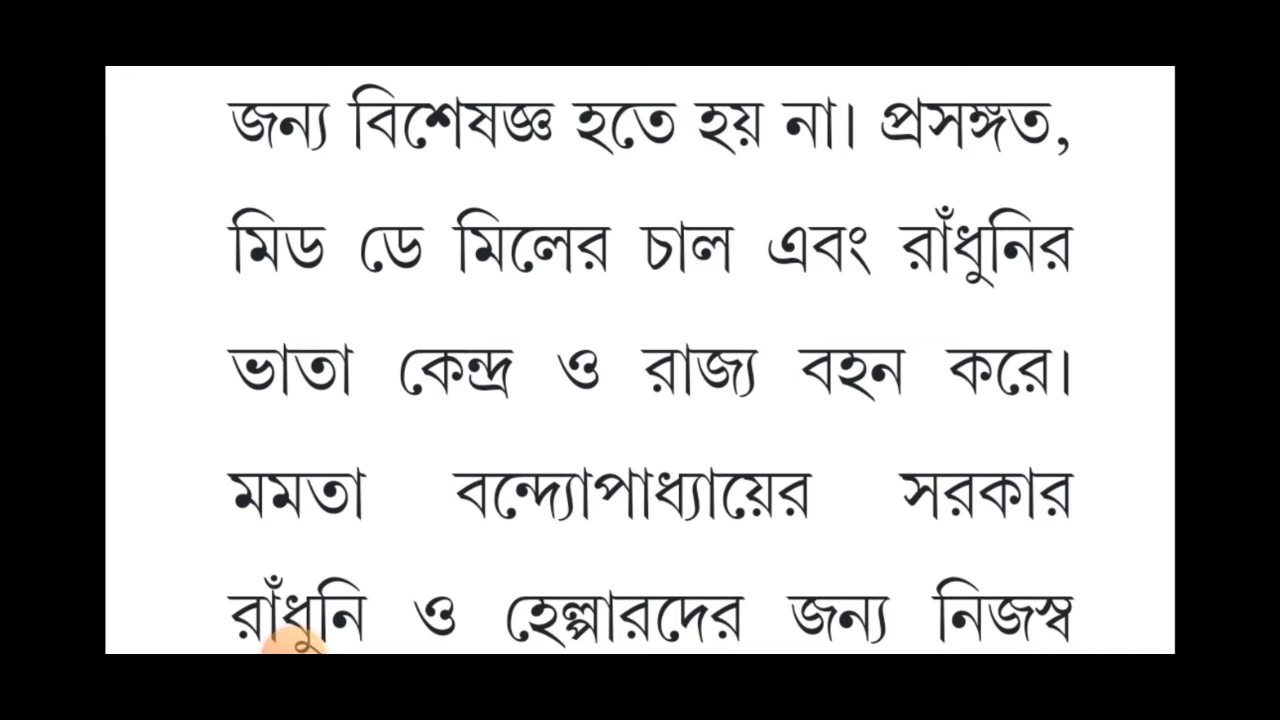 জন্য বিশেষজ্ঞ হতে হয় না। প্রসঙ্গত,
মিড ডে মিলের চাল এবং রাঁধুনির
ভাতা কেন্দ্র ও রাজ্য বহন করে।
মমতা বন্দ্যোপাধ্যায়ের সরকার
রাঁধুনি ও হেল্পারদের জন্য নিজস্ব